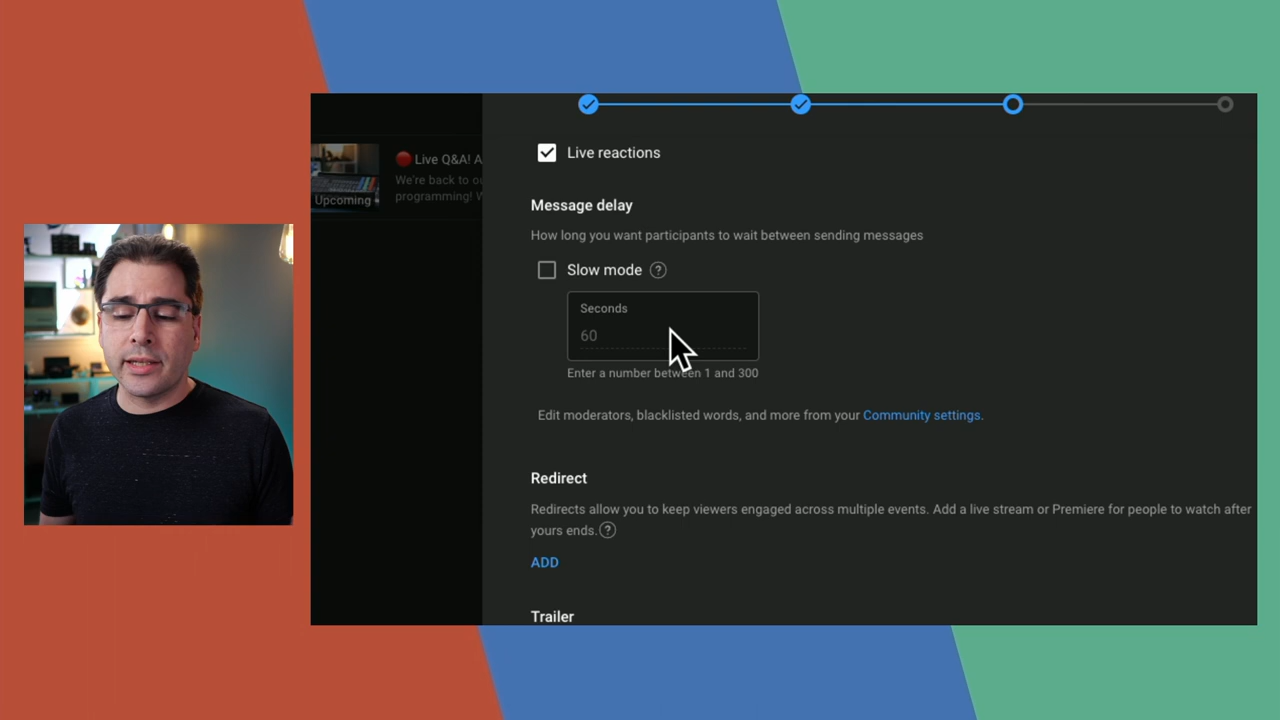 Live reactions
🔴 Live Q&A! A
We're back to ou
programming! W
Upcoming
Message delay
How long you want participants to wait between sending messages
Slow mode ?
Seconds
60
Enter a number between 1 and 300
Edit moderators, blacklisted words, and more from your Community settings.
Redirect
Redirects allow you to keep viewers engaged across multiple events. Add a live stream or Premiere for people to watch after
yours ends. ?
ADD
Trailer